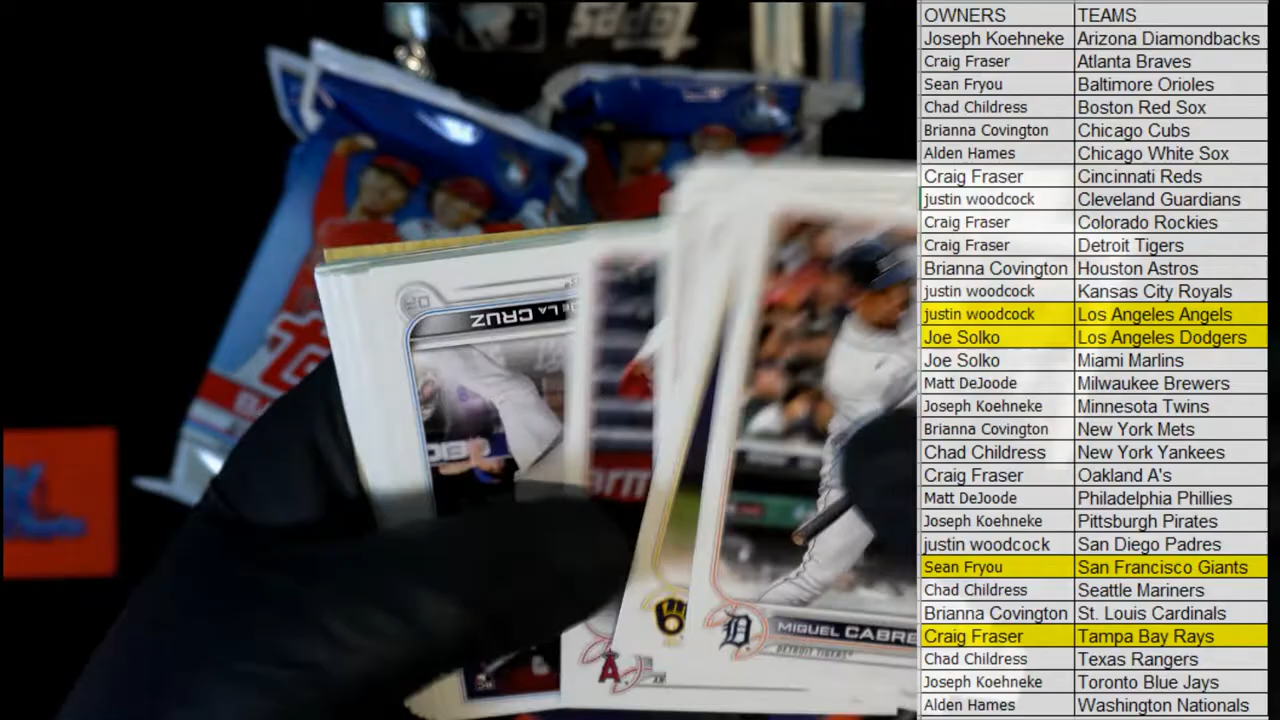 OWNERS TEAMS
Joseph Koehneke Arizona Diamondbacks
Craig Fraser Atlanta Braves
Sean Fryou Baltimore Orioles
Chad Childress Boston Red Sox
Brianna Covington Chicago Cubs
Alden Hames Chicago White Sox
Craig Fraser Cincinnati Reds
justin woodcock Cleveland Guardians
Craig Fraser Colorado Rockies
Craig Fraser Detroit Tigers
Brianna Covington Houston Astros
justin woodcock Kansas City Royals
justin woodcock Los Angeles Angels
Joe Solko Los Angeles Dodgers
Joe Solko Miami Marlins
Matt DeJoode Milwaukee Brewers
Joseph Koehneke Minnesota Twins
Brianna Covington New York Mets
Chad Childress New York Yankees
Craig Fraser Oakland A's
Matt DeJoode Philadelphia Phillies
Joseph Koehneke Pittsburgh Pirates
justin woodcock San Diego Padres
Sean Fryou San Francisco Giants
Chad Childress Seattle Mariners
Brianna Covington St. Louis Cardinals
Craig Fraser Tampa Bay Rays
Chad Childress Texas Rangers
Joseph Koehneke Toronto Blue Jays
Alden Hames Washington Nationals
topps
DE LA CRUZ
D
MIGUEL CABRE
DETROIT TIGERS
A